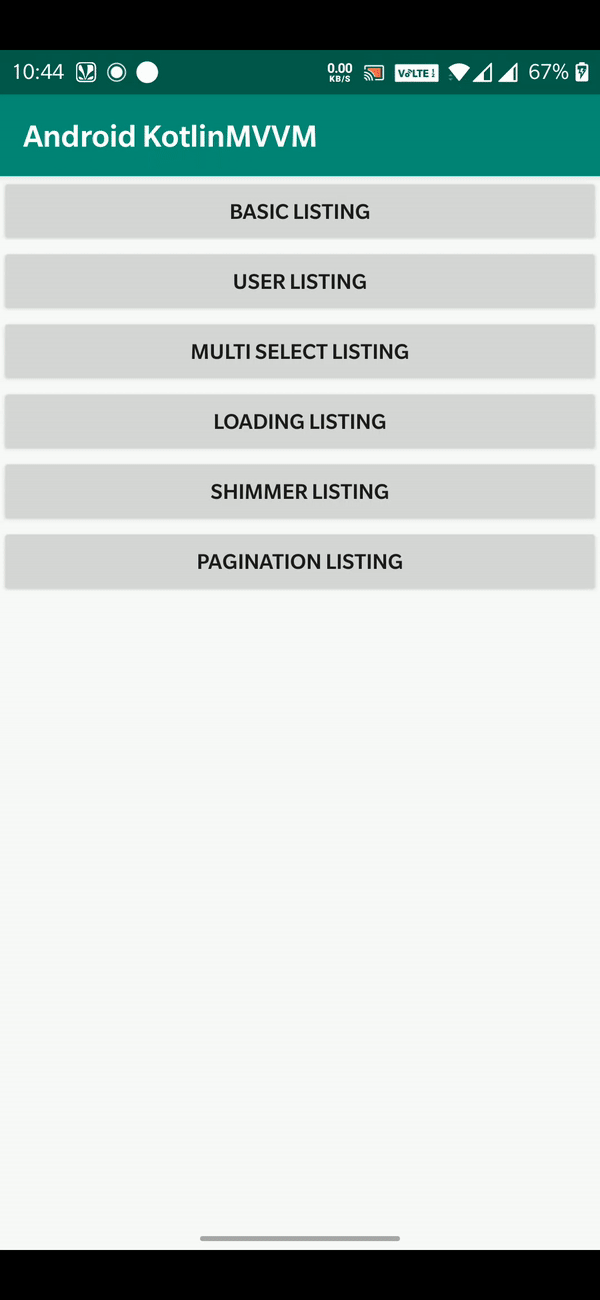 10:44 0.00 KB/S VoLTE 67%
Android KotlinMVVM
BASIC LISTING
USER LISTING
MULTI SELECT LISTING
LOADING LISTING
SHIMMER LISTING
PAGINATION LISTING